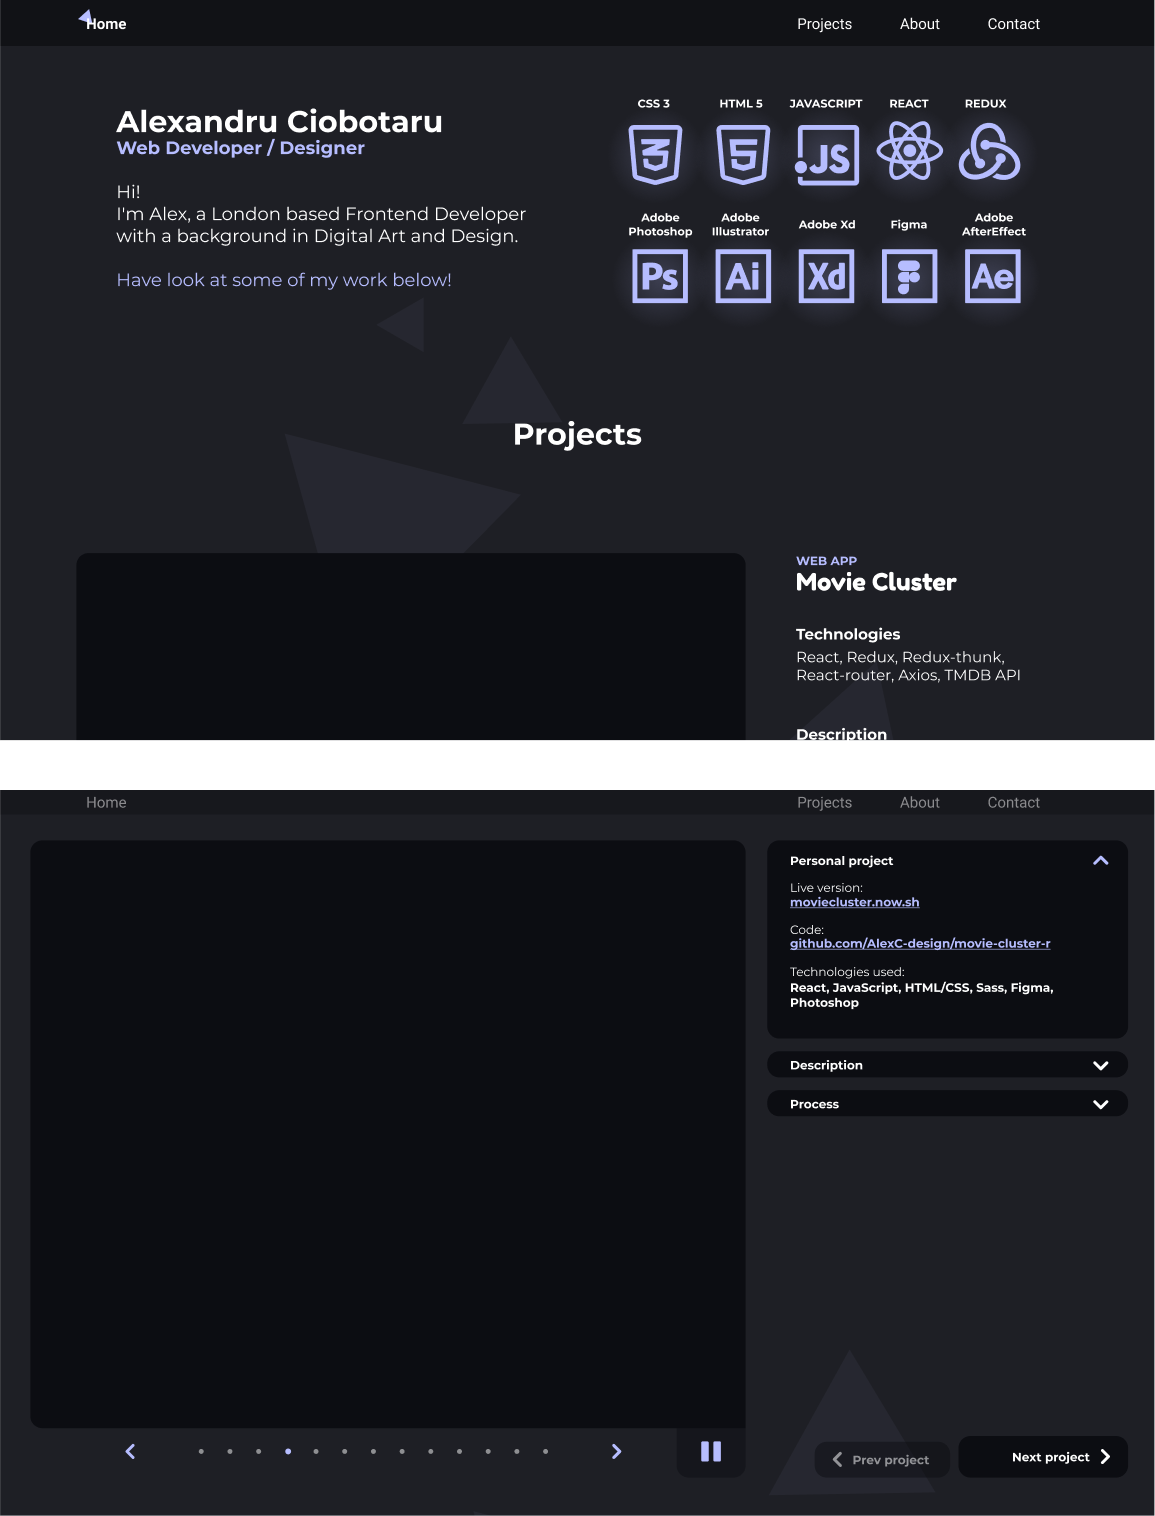 Home
Projects About Contact
Alexandru Ciobotaru
Web Developer / Designer
Hi!
I'm Alex, a London based Frontend Developer
with a background in Digital Art and Design.
Have look at some of my work below!
CSS 3 HTML 5 JAVASCRIPT REACT REDUX
3 5 JS
Adobe Photoshop
Adobe Illustrator
Adobe Xd
Figma
Adobe AfterEffect
Ps Ai Xd Ae
Projects
WEB APP
Movie Cluster
Technologies
React, Redux, Redux-thunk,
React-router, Axios, TMDB API
Description
Home
Projects About Contact
Personal project
Live version:
moviecluster.now.sh
Code:
github.com/AlexC-design/movie-cluster-r
Technologies used:
React, JavaScript, HTML/CSS, Sass, Figma,
Photoshop
Description
Process
Prev project
Next project